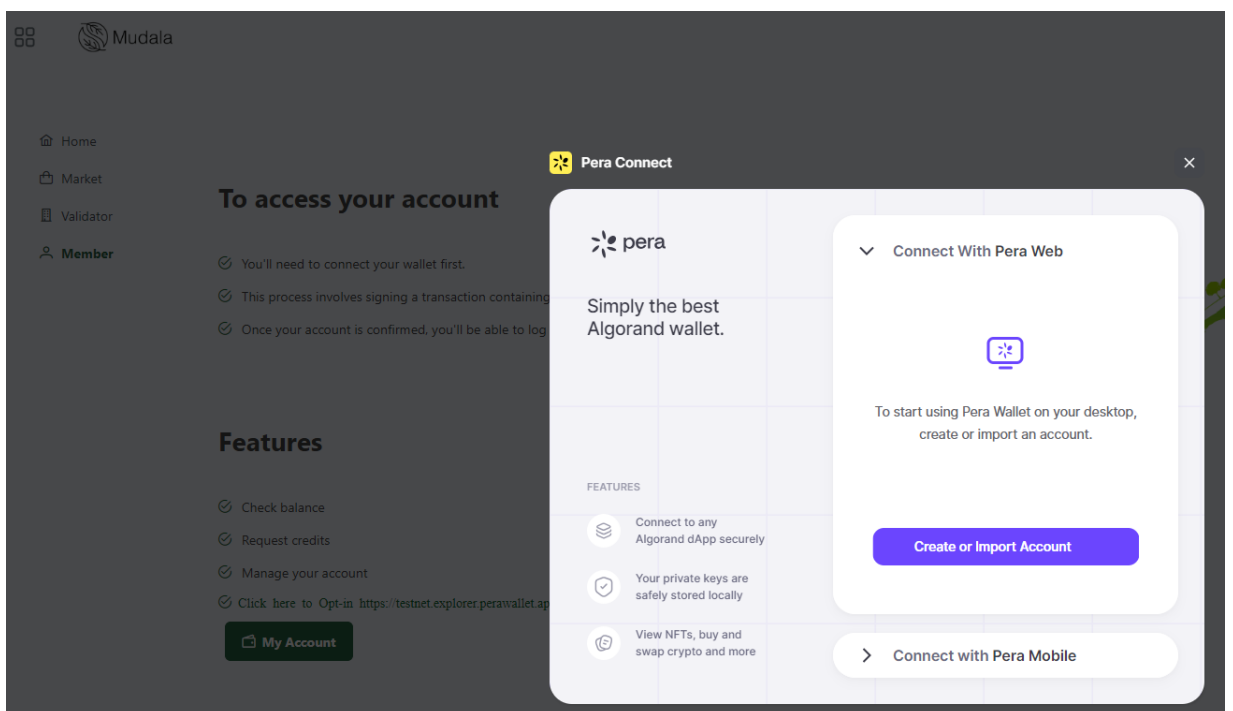 Mudala
Home
Market
Validator
Member
To access your account
You'll need to connect your wallet first.
This process involves signing a transaction containing
Once your account is confirmed, you'll be able to log
Features
Check balance
Request credits
Manage your account
Click here to Opt-in https://testnet.explorer.perawallet.ap
My Account
Pera Connect
pera
Simply the best
Algorand wallet.
FEATURES
Connect to any
Algorand dApp securely
Your private keys are
safely stored locally
View NFTs, buy and
swap crypto and more
Connect With Pera Web
To start using Pera Wallet on your desktop,
create or import an account.
Create or Import Account
Connect with Pera Mobile